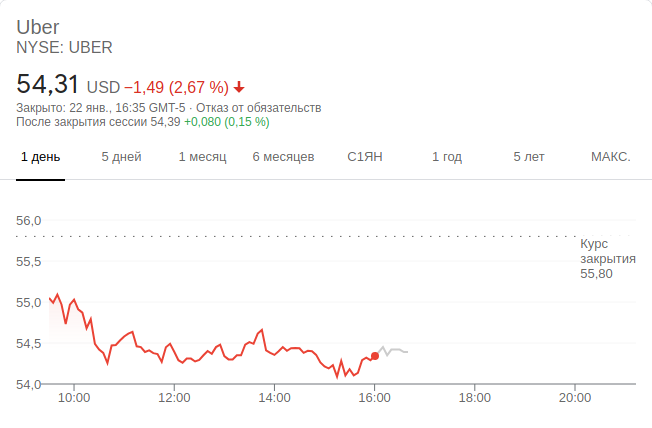 Uber
NYSE: UBER
54,31 USD −1,49 (2,67 %)
Закрыто: 22 янв., 16:35 GMT-5 · Отказ от обязательств
После закрытия сессии 54,39 +0,080 (0,15 %)
1 день 5 дней 1 месяц 6 месяцев С1ЯН 1 год 5 лет МАКС.
56,0
Курс
закрытия
55,80
55,5
55,0
54,5
54,0
10:00 12:00 14:00 16:00 18:00 20:00